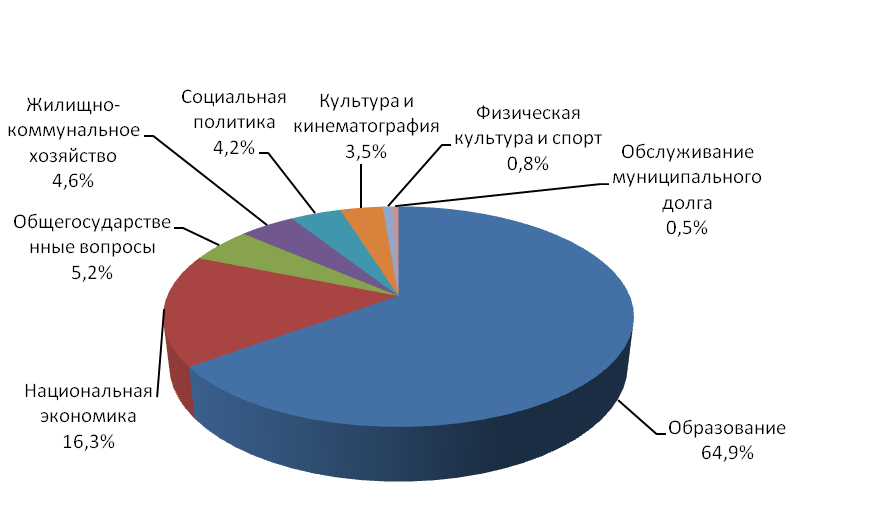 Жилищно-
коммунальное
хозяйство
4,6%
Социальная
политика
4,2%
Культура и
кинематография
3,5%
Физическая
культура и спорт
0,8%
Обслуживание
муниципального
долга
0,5%
Общегосударстве
нные вопросы
5,2%
Национальная
экономика
16,3%
Образование
64,9%